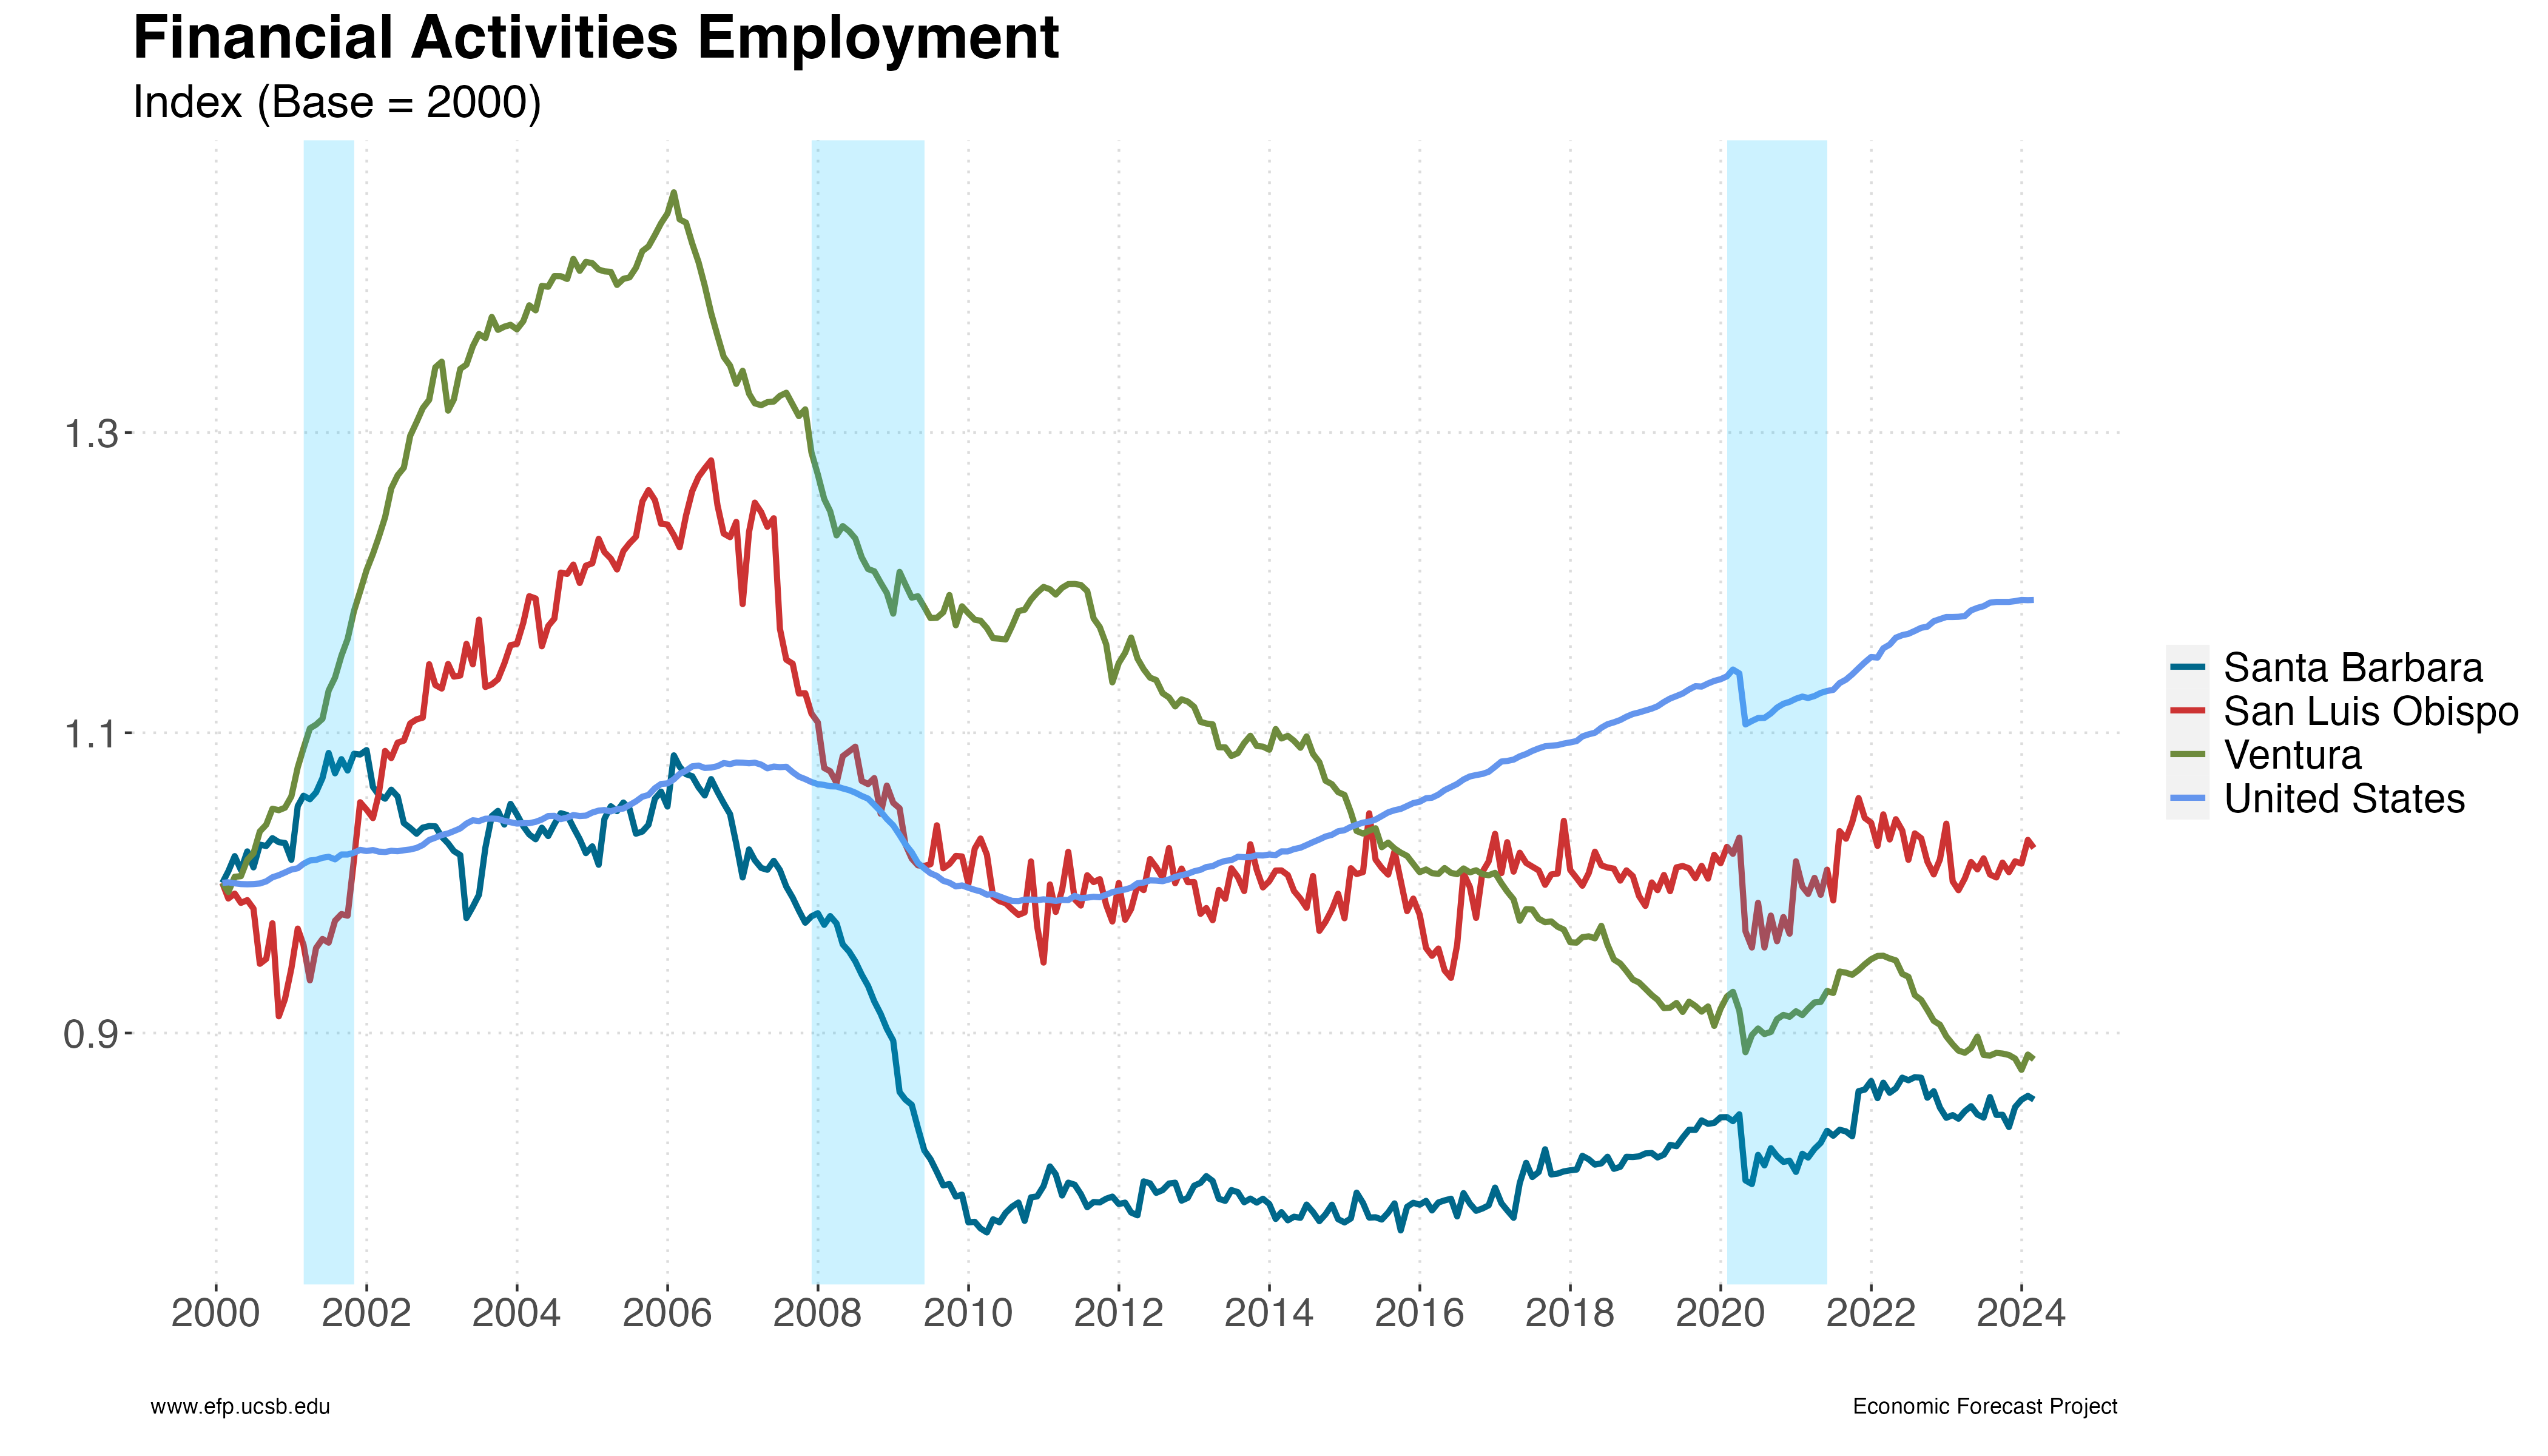 Financial Activities Employment
Index (Base = 2000)
1.3
1.1
0.9
2000 2002 2004 2006 2008 2010 2012 2014 2016 2018 2020 2022 2024
Santa Barbara
San Luis Obispo
Ventura
United States
www.efp.ucsb.edu
Economic Forecast Project